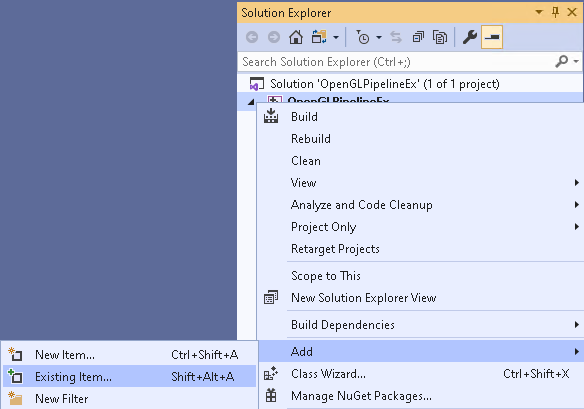 Solution Explorer
Search Solution Explorer (Ctrl+;)
Solution 'OpenGLPipelineEx' (1 of 1 project)
OpenGLPipelineEx
Build
Rebuild
Clean
View
Analyze and Code Cleanup
Project Only
Retarget Projects
Scope to This
New Solution Explorer View
Build Dependencies
Add
Class Wizard... Ctrl+Shift+X
Manage NuGet Packages...
New Item... Ctrl+Shift+A
Existing Item... Shift+Alt+A
New Filter